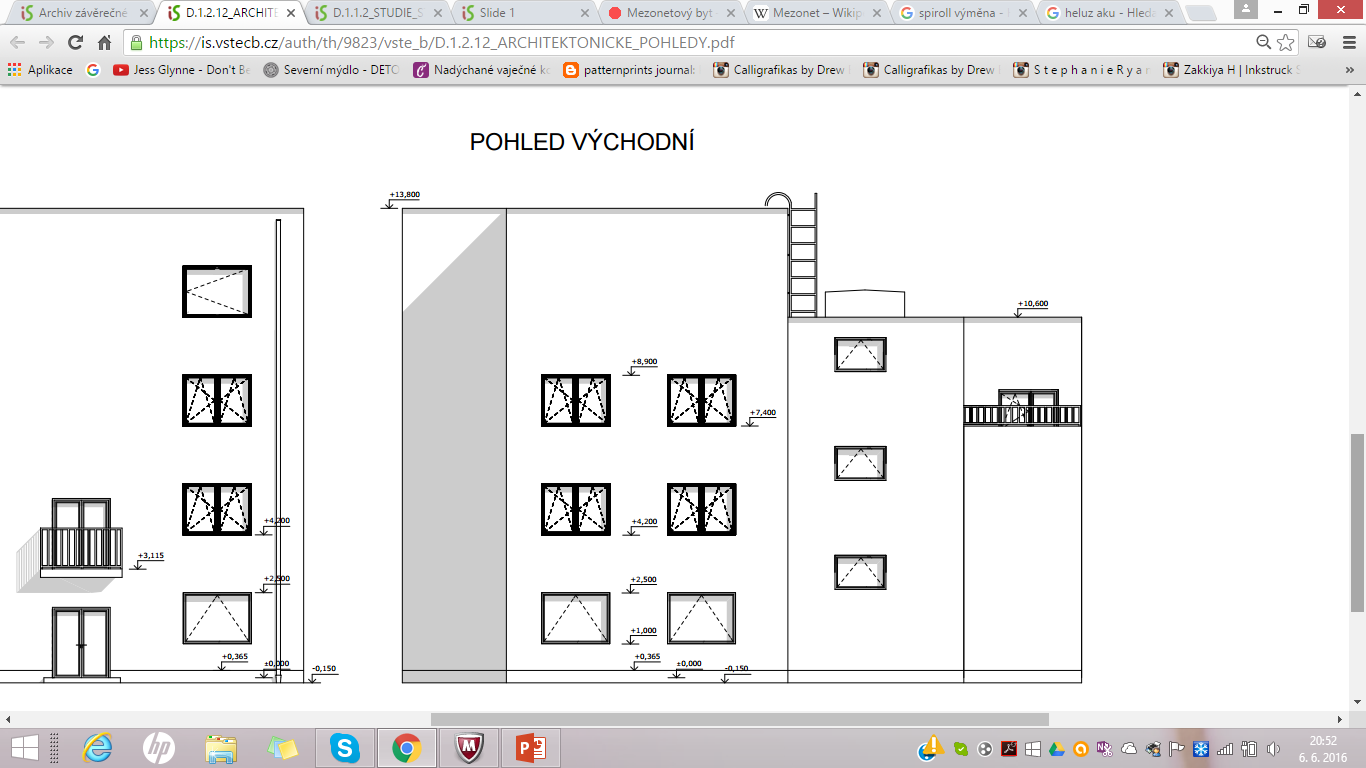 Archiv závěrečné
D.1.2.12_ARCHITE
D.1.1.2_STUDIE_S
Slide 1
Mezonetový byt
Mezonet – Wikip
spiroll výměna -
heluz aku - Hled
https://is.vstecb.cz/auth/th/9823/vste_b/D.1.2.12_ARCHITEKTONICKE_POHLEDY.pdf
Aplikace
Jess Glynne - Don't Be
Severní mýdlo - DETO
Nadýchané vaječné k
patternprints journal:
Calligrafikas by Drew
Calligrafikas by Drew
S t e p h a n i e R y a
Zakkiya H | Inkstruck
POHLED VÝCHODNÍ
+13,800
+10,600
+8,900
+7,400
+4,200
+4,200
+3,115
+2,500
+2,500
+1,000
+0,365
±0,000
-0,150
+0,365
±0,000
-0,150
20:52
6. 6. 2016